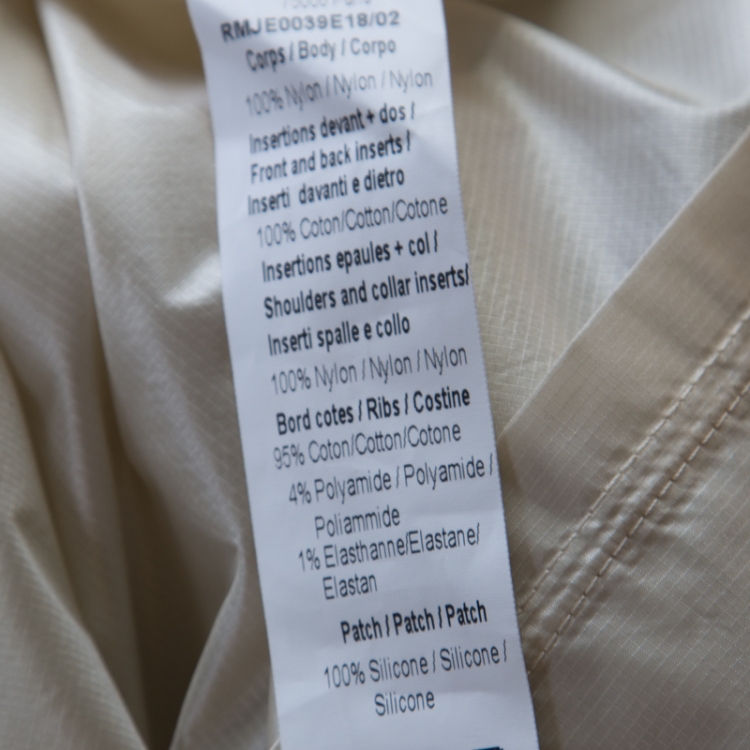 RMJE0039E18/02
Corps / Body / Corpo
100% Nylon / Nylon / Nylon
Insertions devant + dos /
Front and back inserts /
Inserti davanti e dietro
100% Coton/Cotton/Cotone
Insertions epaules + col /
Shoulders and collar inserts/
Inserti spalle e collo
100% Nylon / Nylon / Nylon
Bord cotes / Ribs / Costine
95% Coton/Cotton/Cotone
4% Polyamide / Polyamide /
Poliammide
1% Elasthanne/Elastane/
Elastan
Patch / Patch / Patch
100% Silicone / Silicone /
Silicone